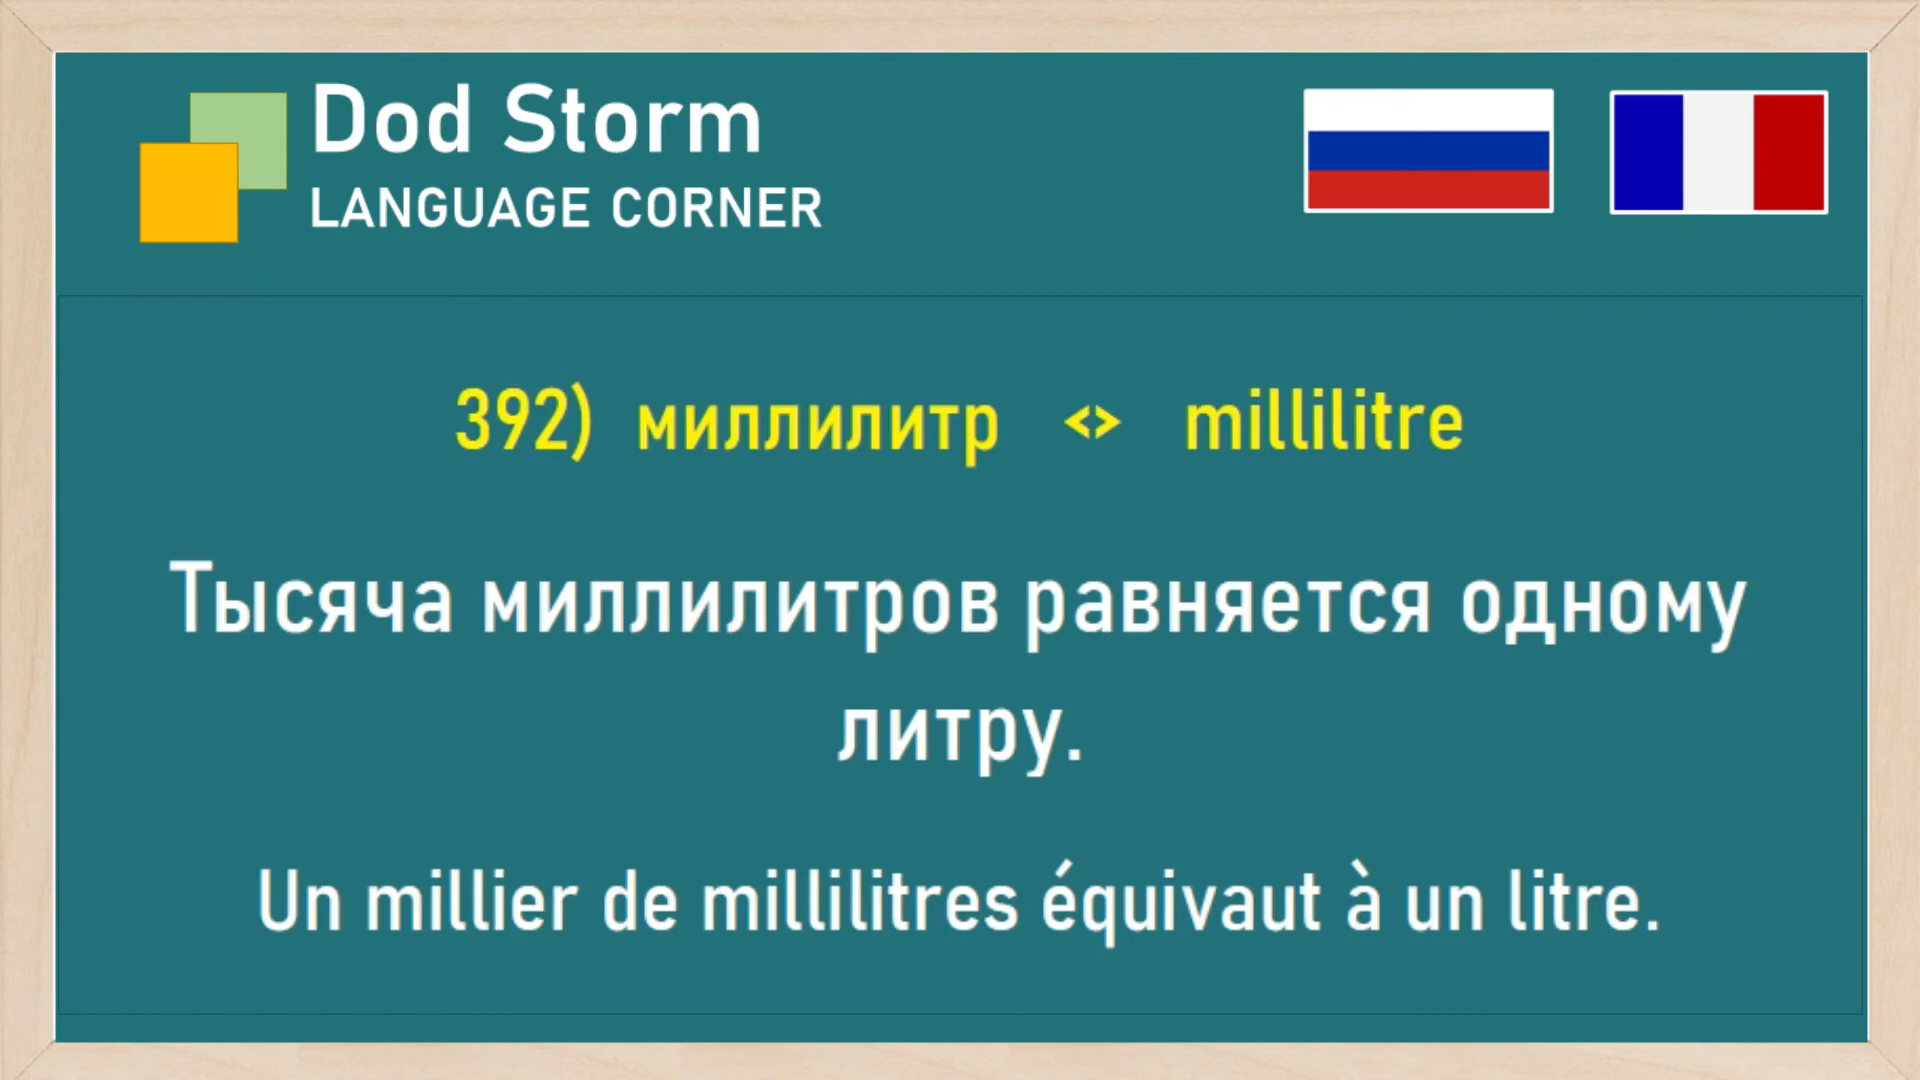 Dod Storm
LANGUAGE CORNER
392) миллилитр <> millilitre
Тысяча миллилитров равняется одному
литру.
Un millier de millilitres équivaut à un litre.